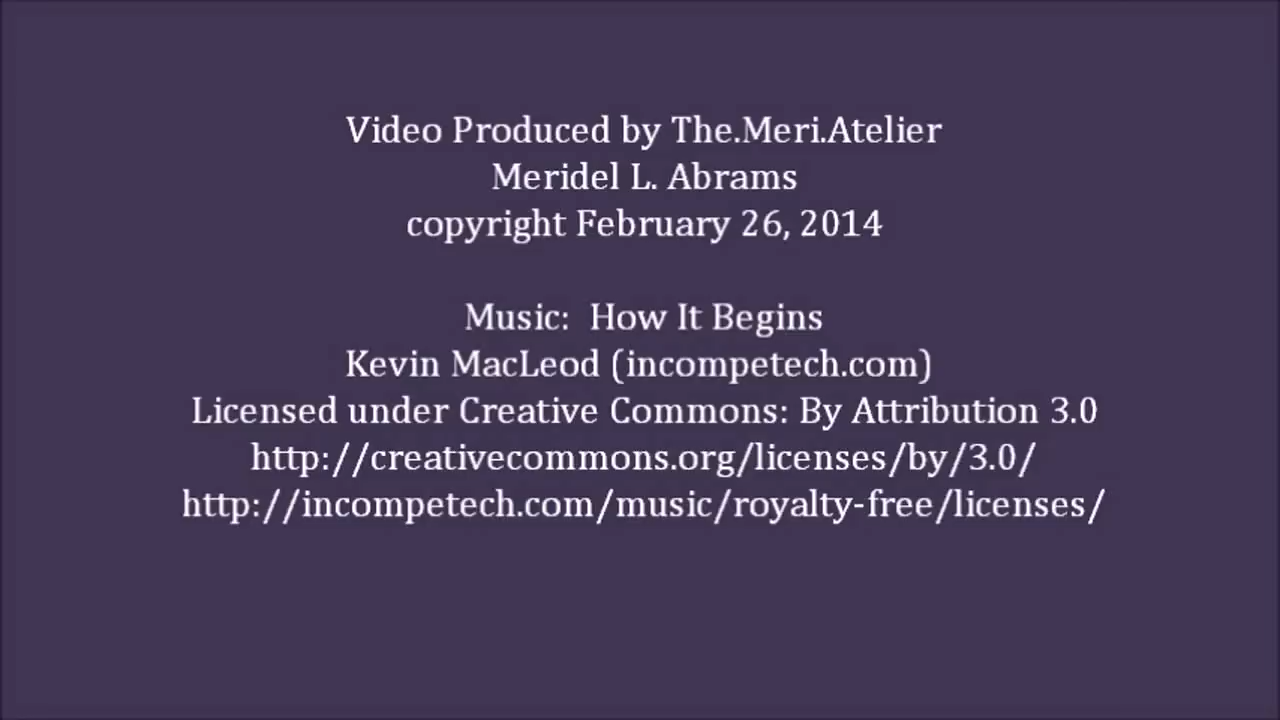 Video Produced by The.Meri.Atelier
Meridel L. Abrams
copyright February 26, 2014
Music:  How It Begins
Kevin MacLeod (incompetech.com)
Licensed under Creative Commons: By Attribution 3.0
http://creativecommons.org/licenses/by/3.0/
http://incompetech.com/music/royalty-free/licenses/